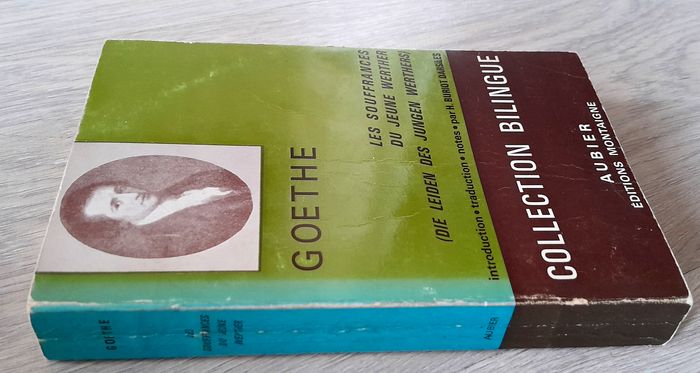 GOETHE
LES SOUFFRANCES
DU JEUNE WERTHER
(DIE LEIDEN DES JUNGEN WERTHERS)
introduction • traduction • notes • par H. BURIOT DARSILES
COLLECTION BILINGUE
AUBIER
ÉDITIONS MONTAIGNE
GOETHE
LES
SOUFFRANCES
DU JEUNE
WERTHER
AUBIER